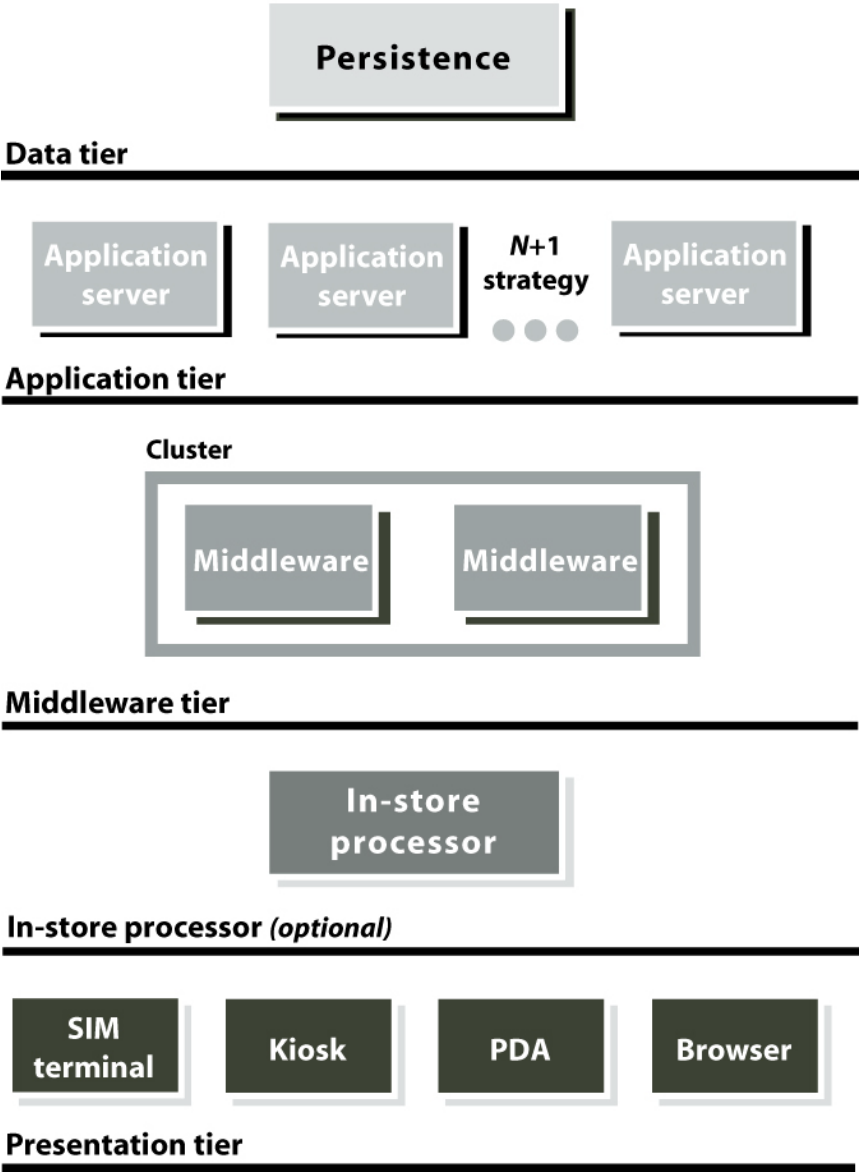 Persistence
Data tier
Application
server
Application
server
N+1
strategy
Application
server
Application tier
Cluster
Middleware
Middleware
Middleware tier
In-store
processor
In-store processor (optional)
SIM
terminal
Kiosk
PDA
Browser
Presentation tier